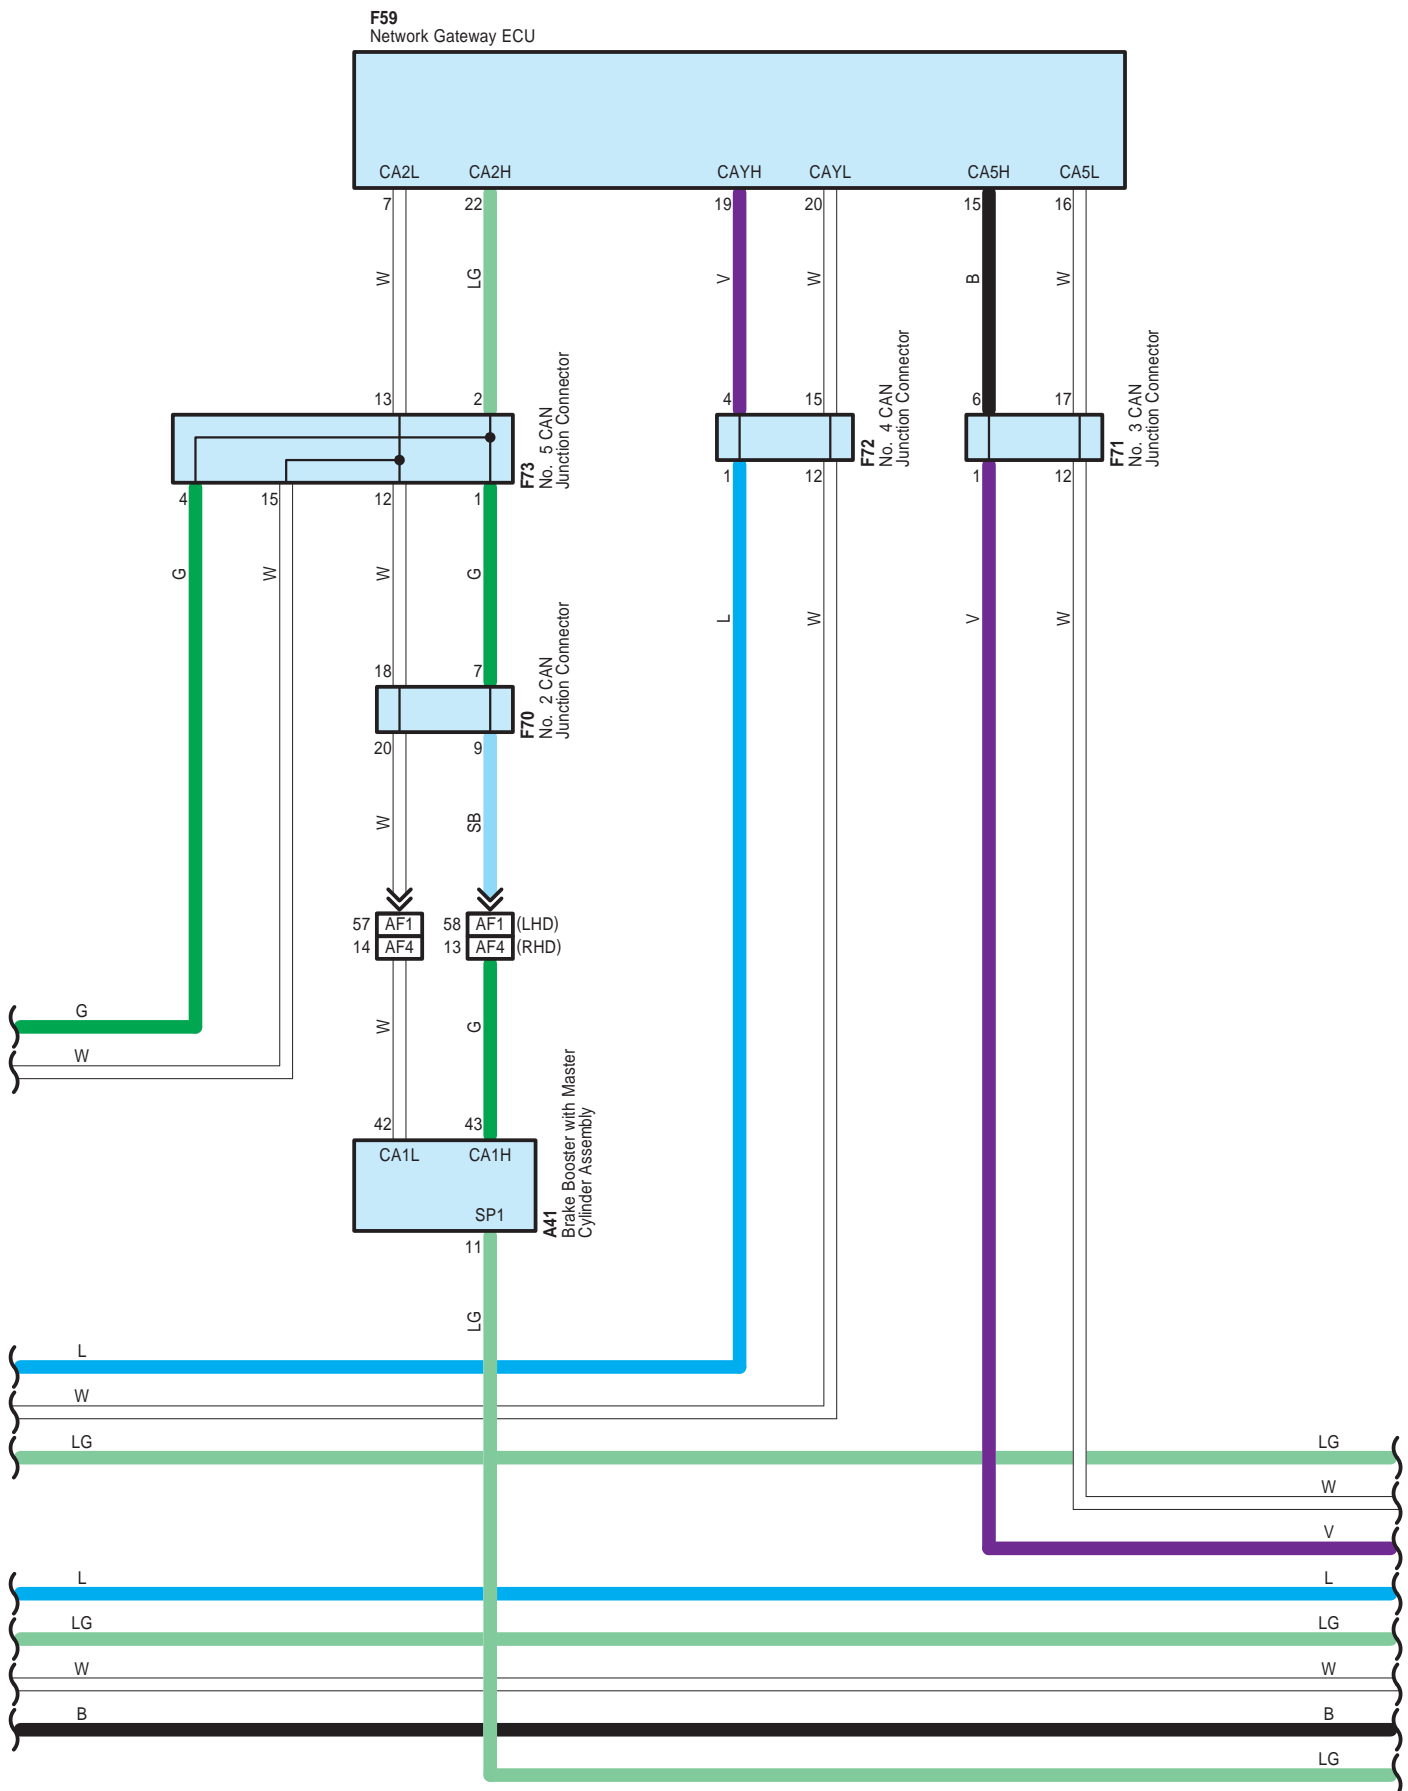 F59
Network Gateway ECU
CA2L CA2H CAYH CAYL CA5H CA5L
7 22 19 20 15 16
W LG V W B W
13 2 4 15 6 17
F73
No. 5 CAN
Junction Connector
F72
No. 4 CAN
Junction Connector
F71
No. 3 CAN
Junction Connector
4 15 12 1 1 12 1 12
G W W G L W V W
18 7
F70
No. 2 CAN
Junction Connector
20 9
W SB
57 AF1 58 AF1 (LHD)
14 AF4 13 AF4 (RHD)
G
W
W G
42 43
CA1L CA1H
SP1
A41
Brake Booster with Master
Cylinder Assembly
11
LG
L
W
LG LG
W
V
L L
LG LG
W W
B B
LG